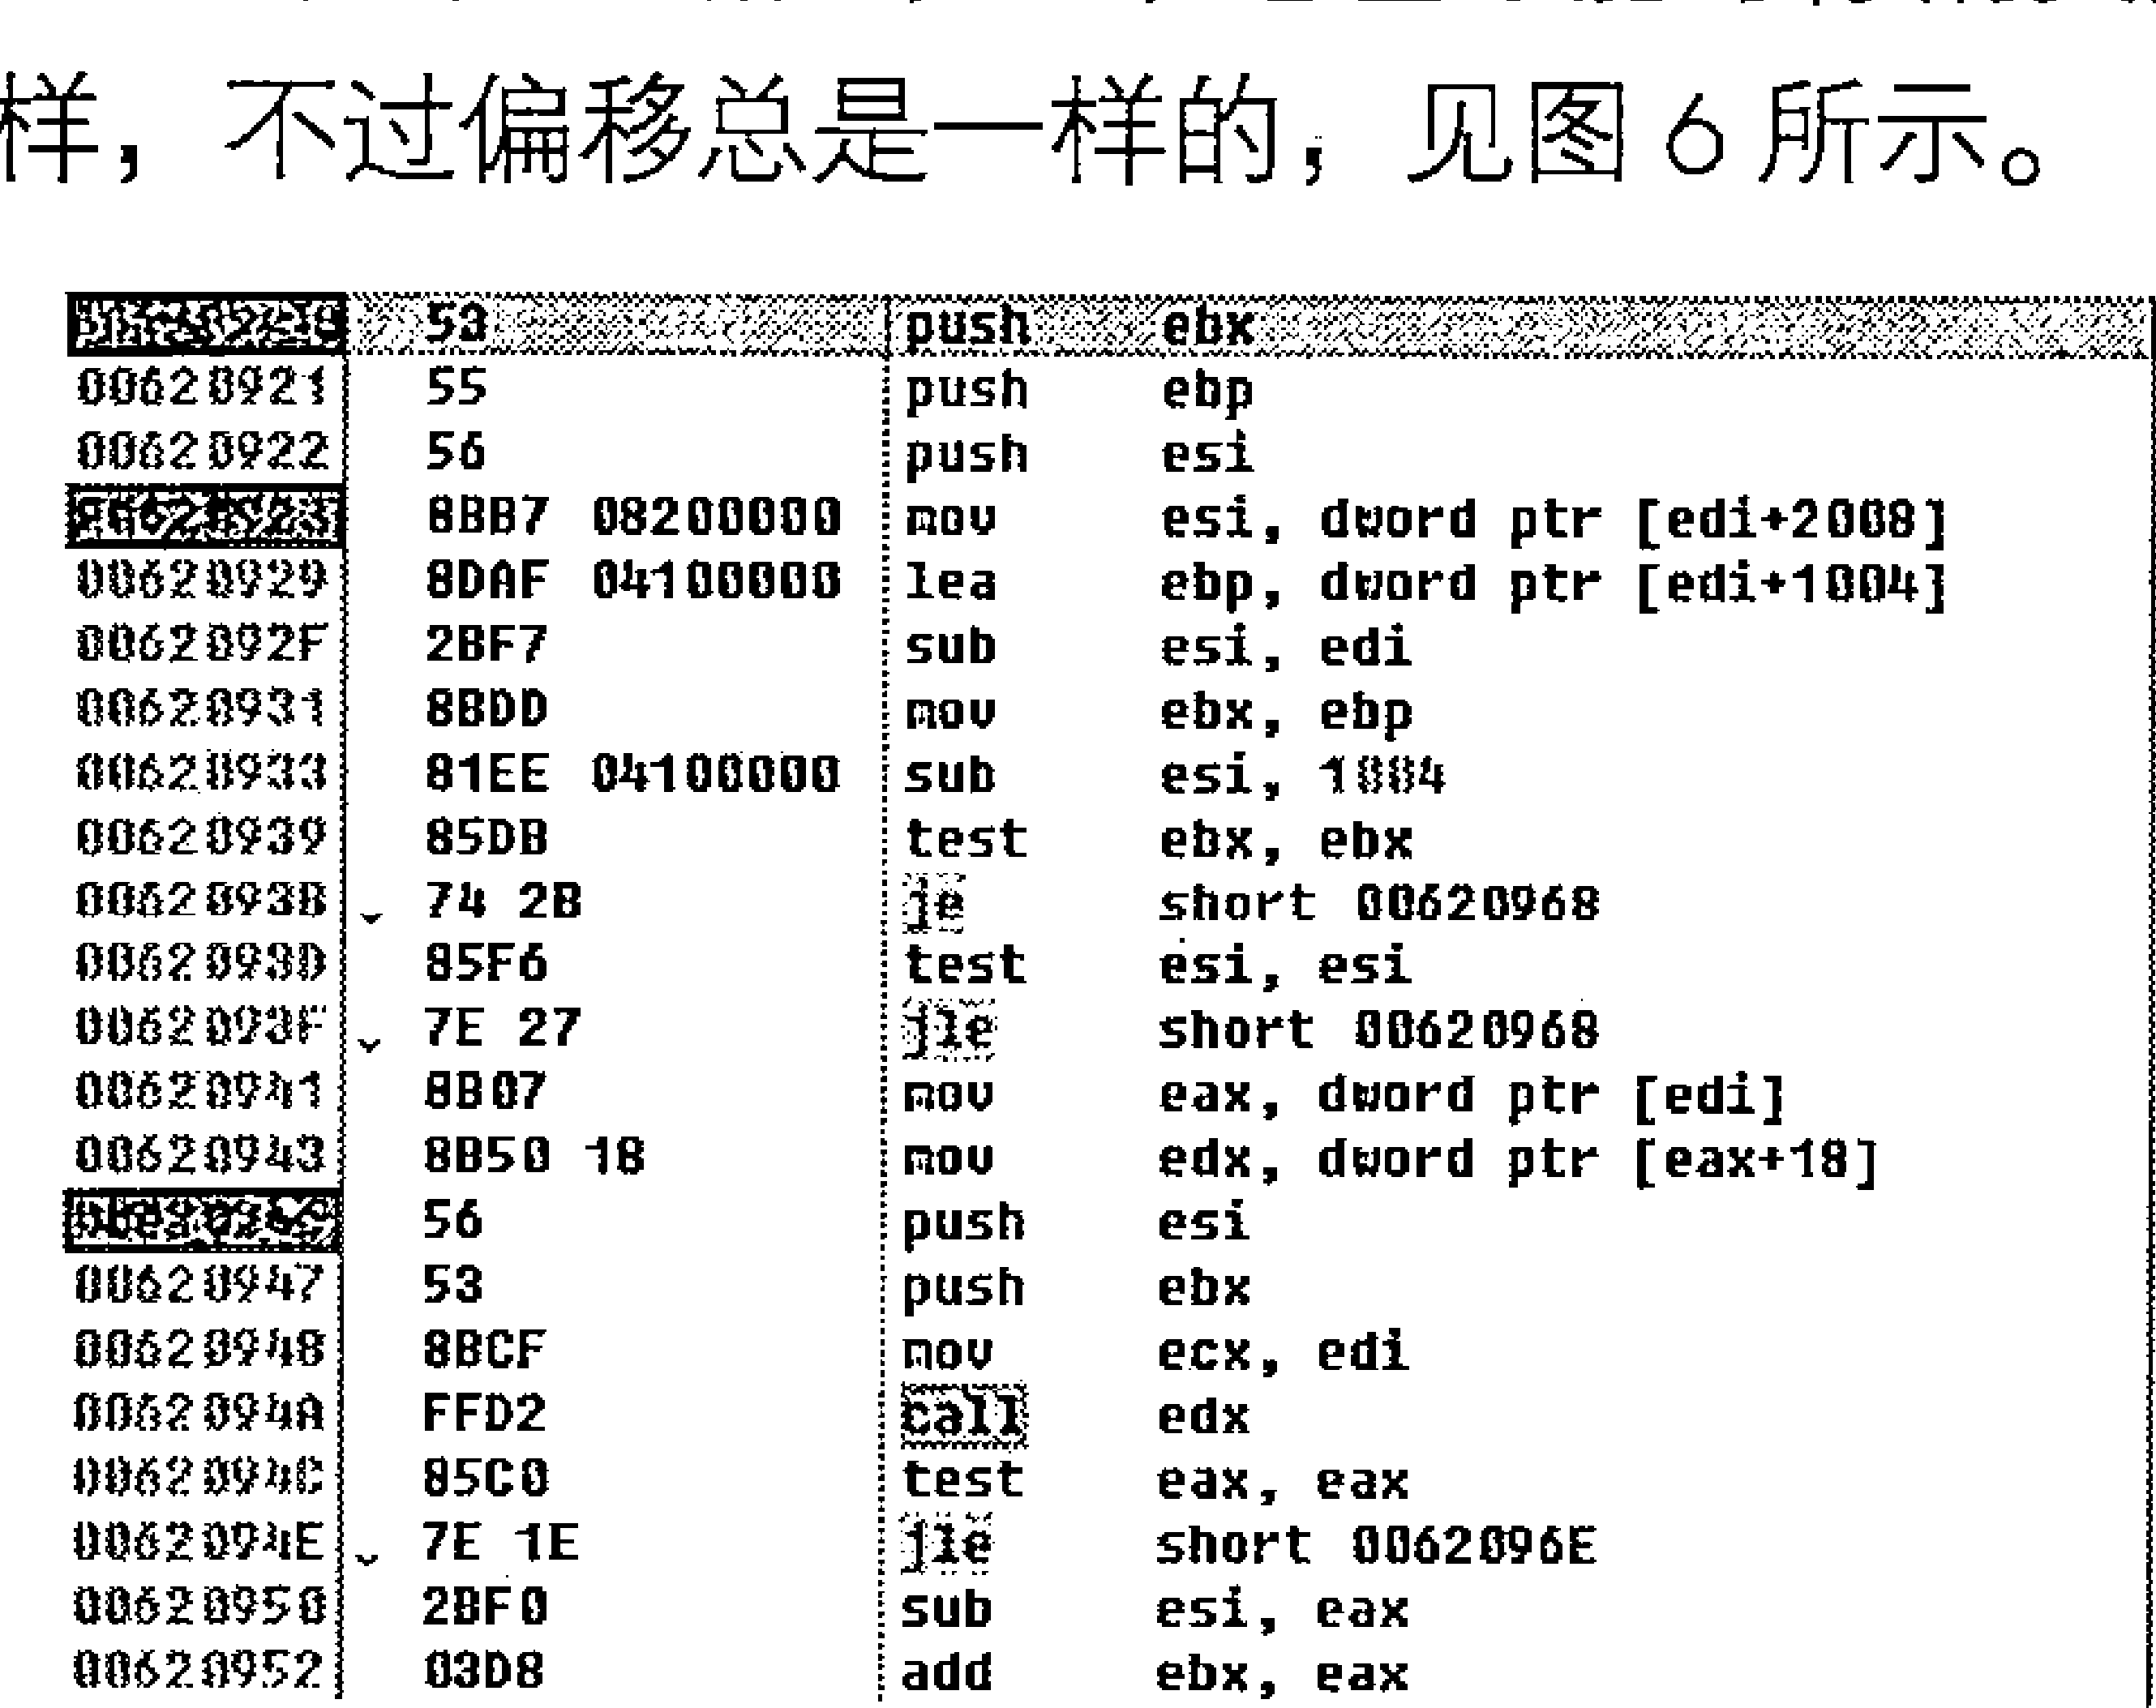 样，不过偏移总是一样的，见图6所示。
53 push ebx
00620921 55 push ebp
00620922 56 push esi
8BB7 08200000 mov esi, dword ptr [edi+2008]
00620929 8DAF 04100000 lea ebp, dword ptr [edi+1004]
0062092F 2BF7 sub esi, edi
00620931 8BDD mov ebx, ebp
00620933 81EE 04100000 sub esi, 1004
00620939 85DB test ebx, ebx
0062093B 74 2B je short 00620968
0062093D 85F6 test esi, esi
0062093F 7E 27 jle short 00620968
00620941 8B07 mov eax, dword ptr [edi]
00620943 8B50 18 mov edx, dword ptr [eax+18]
56 push esi
00620947 53 push ebx
00620948 8BCF mov ecx, edi
0062094A FFD2 call edx
0062094C 85C0 test eax, eax
0062094E 7E 1E jle short 0062096E
00620950 2BF0 sub esi, eax
00620952 03D8 add ebx, eax